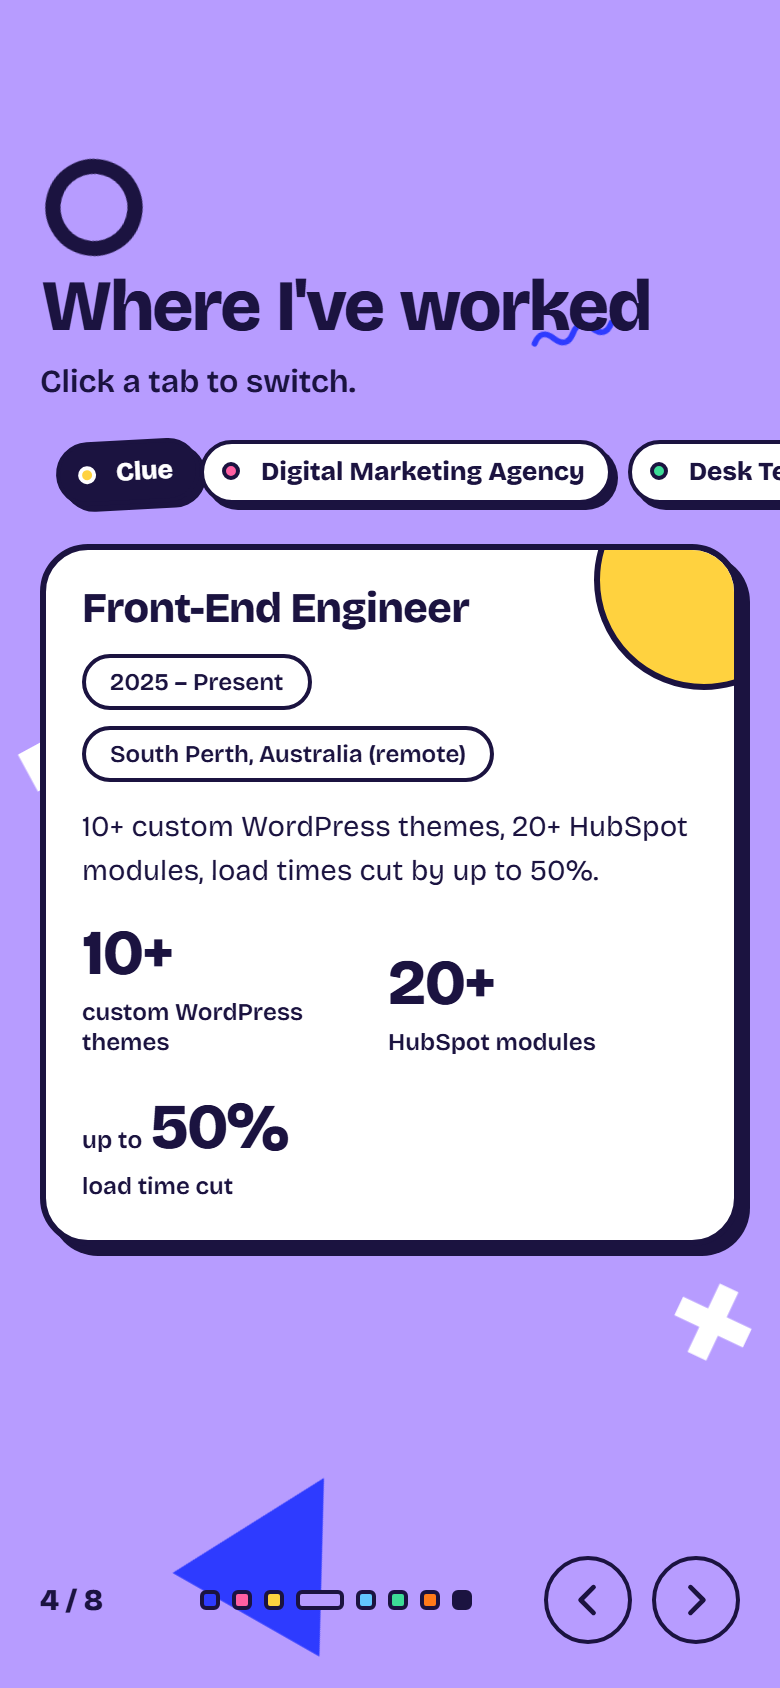 Where I've worked
Click a tab to switch.
Clue
Digital Marketing Agency
Desk
Front-End Engineer
2025 – Present
South Perth, Australia (remote)
10+ custom WordPress themes, 20+ HubSpot
modules, load times cut by up to 50%.
10+
custom WordPress
themes
20+
HubSpot modules
up to 50%
load time cut
4 / 8